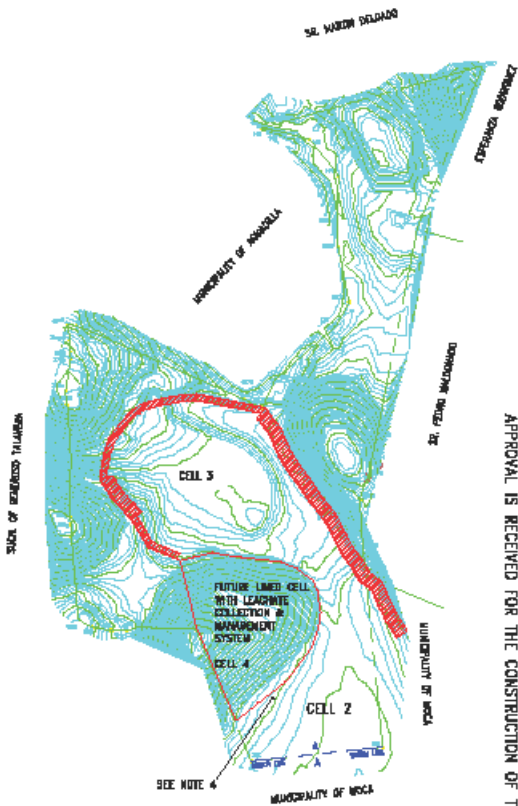 SR. MARION DELGADO
ESPERANZA RODRIGUEZ
MUNICIPALITY OF AGUADILLA
SR. PEDRO MALDONADO
APPROVAL IS RECEIVED FOR THE CONSTRUCTION OF T
CELL 3
FUTURE LINED CELL
WITH LEACHATE
COLLECTION &
MANAGEMENT
SYSTEM
CELL 4
CELL 2
MUNICIPALITY OF MOCA
SEE NOTE 4
MUNICIPALITY OF MOCA